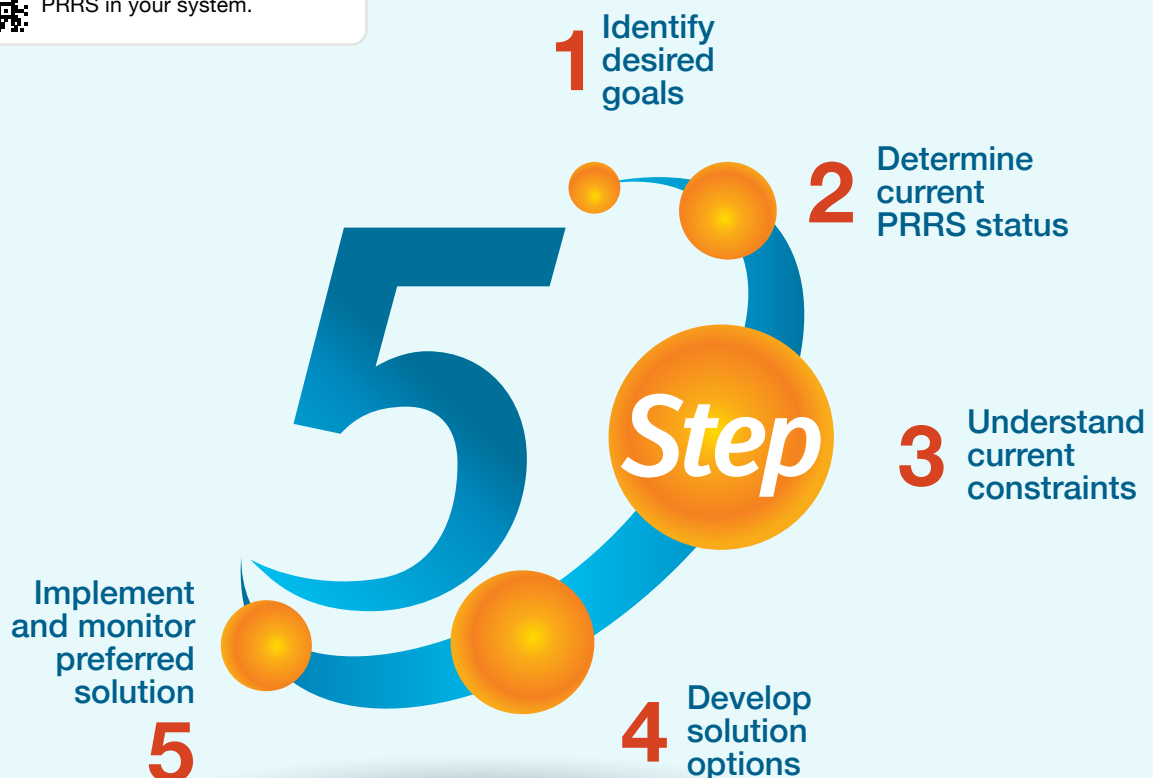 PRRS in your system.
1
Identify
desired
goals
2
Determine
current
PRRS status
5
Step
3
Understand
current
constraints
4
Develop
solution
options
Implement
and monitor
preferred
solution
5